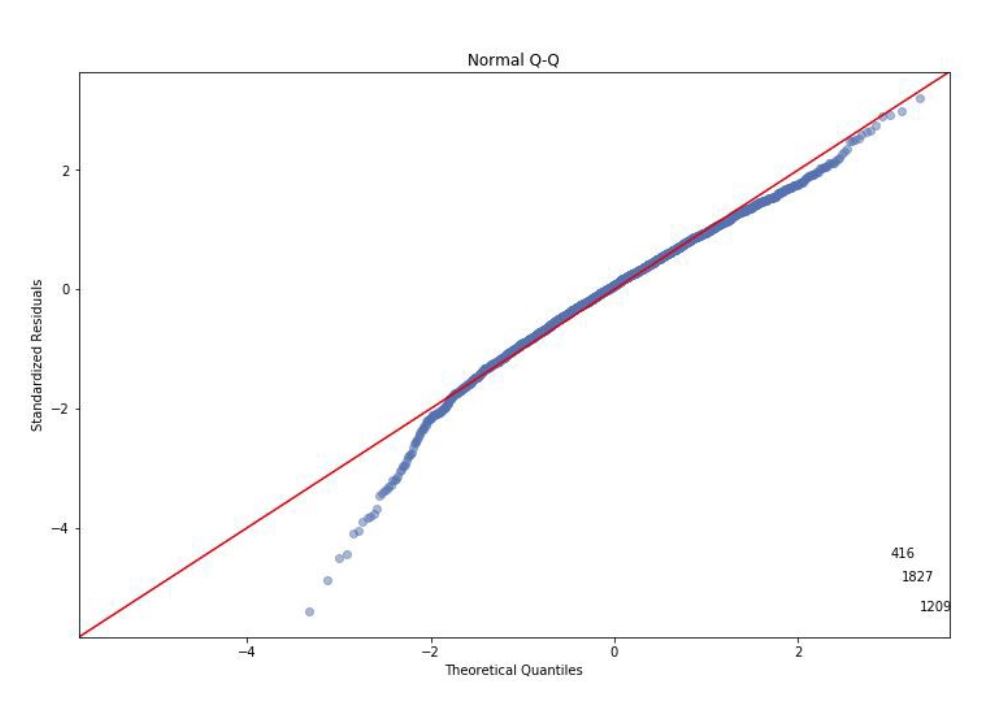 Normal Q-Q
Standardized Residuals
2
0
−2
−4
416
1827
1209
−4 −2 0 2
Theoretical Quantiles